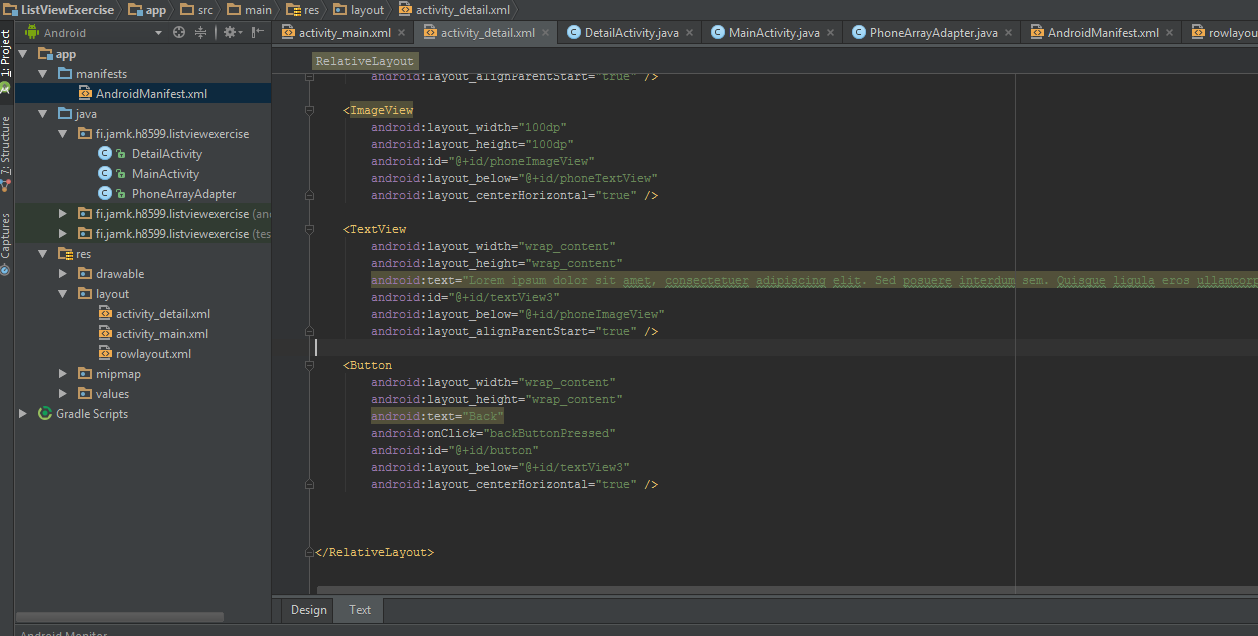 ListViewExercise app src main res layout activity_detail.xml
1: Project
7: Structure
Captures
Android
app
manifests
AndroidManifest.xml
java
fi.jamk.h8599.listviewexercise
DetailActivity
MainActivity
PhoneArrayAdapter
fi.jamk.h8599.listviewexercise (an
fi.jamk.h8599.listviewexercise (tes
res
drawable
layout
activity_detail.xml
activity_main.xml
rowlayout.xml
mipmap
values
Gradle Scripts
activity_main.xml activity_detail.xml DetailActivity.java MainActivity.java PhoneArrayAdapter.java AndroidManifest.xml rowlayou
RelativeLayout
android:layout_alignParentStart="true" />
<ImageView
android:layout_width="100dp"
android:layout_height="100dp"
android:id="@+id/phoneImageView"
android:layout_below="@+id/phoneTextView"
android:layout_centerHorizontal="true" />
<TextView
android:layout_width="wrap_content"
android:layout_height="wrap_content"
android:text="Lorem ipsum dolor sit amet, consectetuer adipiscing elit. Sed posuere interdum sem. Quisque ligula eros ullamcorp
android:id="@+id/textView3"
android:layout_below="@+id/phoneImageView"
android:layout_alignParentStart="true" />
<Button
android:layout_width="wrap_content"
android:layout_height="wrap_content"
android:text="Back"
android:onClick="backButtonPressed"
android:id="@+id/button"
android:layout_below="@+id/textView3"
android:layout_centerHorizontal="true" />
</RelativeLayout>
Design Text
Android Monitor